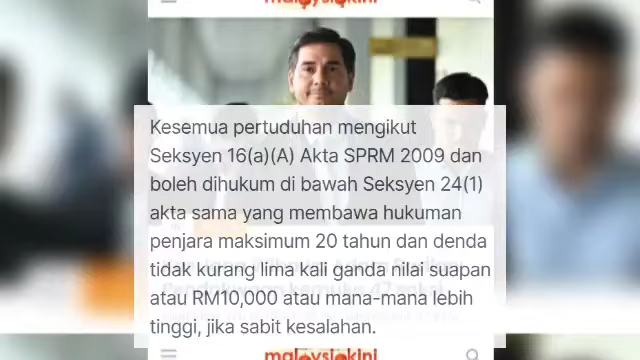 malaysiakini
Kesemua pertuduhan mengikut
Seksyen 16(a)(A) Akta SPRM 2009 dan
boleh dihukum di bawah Seksyen 24(1)
akta sama yang membawa hukuman
penjara maksimum 20 tahun dan denda
tidak kurang lima kali ganda nilai suapan
atau RM10,000 atau mana-mana lebih
tinggi, jika sabit kesalahan.
malaysiakini